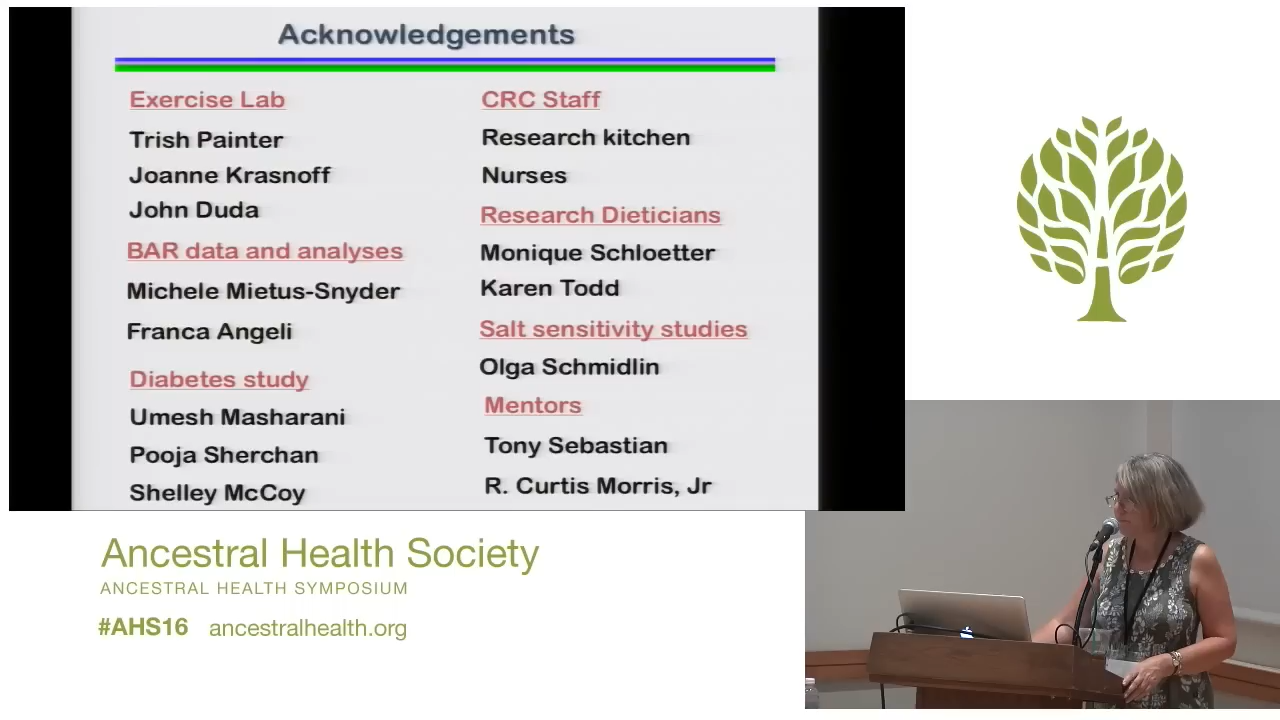 Acknowledgements
Exercise Lab
Trish Painter
Joanne Krasnoff
John Duda
BAR data and analyses
Michele Mietus-Snyder
Franca Angeli
Diabetes study
Umesh Masharani
Pooja Sherchan
Shelley McCoy
CRC Staff
Research kitchen
Nurses
Research Dieticians
Monique Schloetter
Karen Todd
Salt sensitivity studies
Olga Schmidlin
Mentors
Tony Sebastian
R. Curtis Morris, Jr
Ancestral Health Society
ANCESTRAL HEALTH SYMPOSIUM
#AHS16 ancestralhealth.org